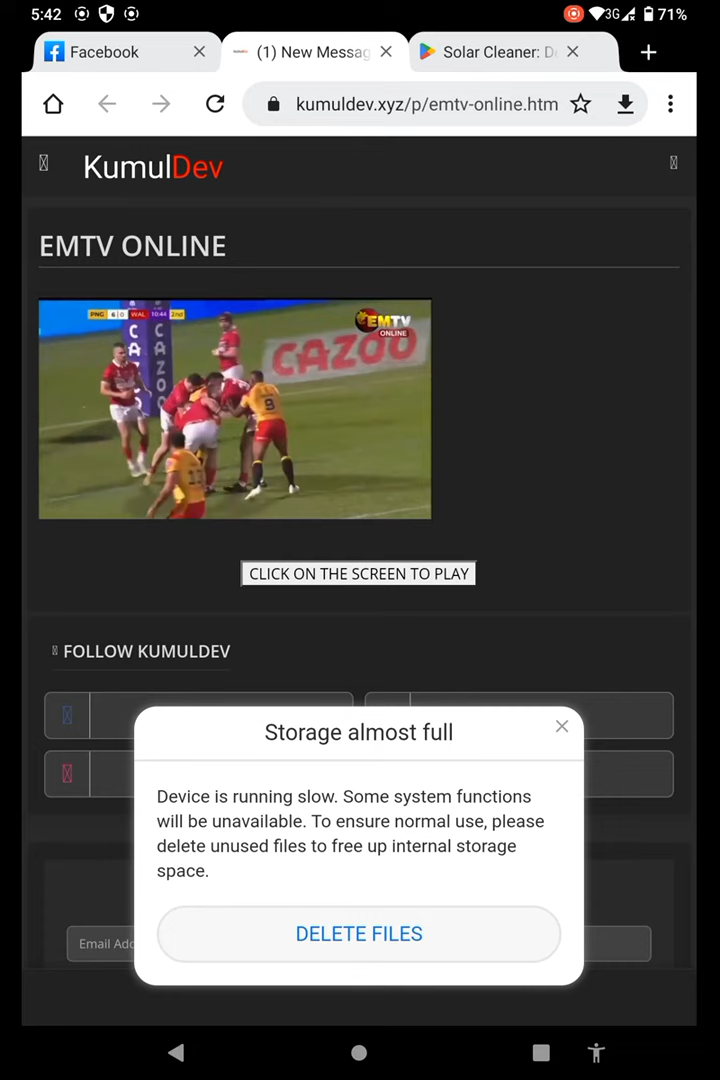 5:42
3G
71%
Facebook
(1) New Messag
Solar Cleaner: D
kumuldev.xyz/p/emtv-online.htm
KumulDev
EMTV ONLINE
PNG 6 0 WAL 10:44 2nd
EMTV
ONLINE
CAZOO
CAZOO
CLICK ON THE SCREEN TO PLAY
FOLLOW KUMULDEV
Storage almost full
Device is running slow. Some system functions
will be unavailable. To ensure normal use, please
delete unused files to free up internal storage
space.
DELETE FILES
Email Add